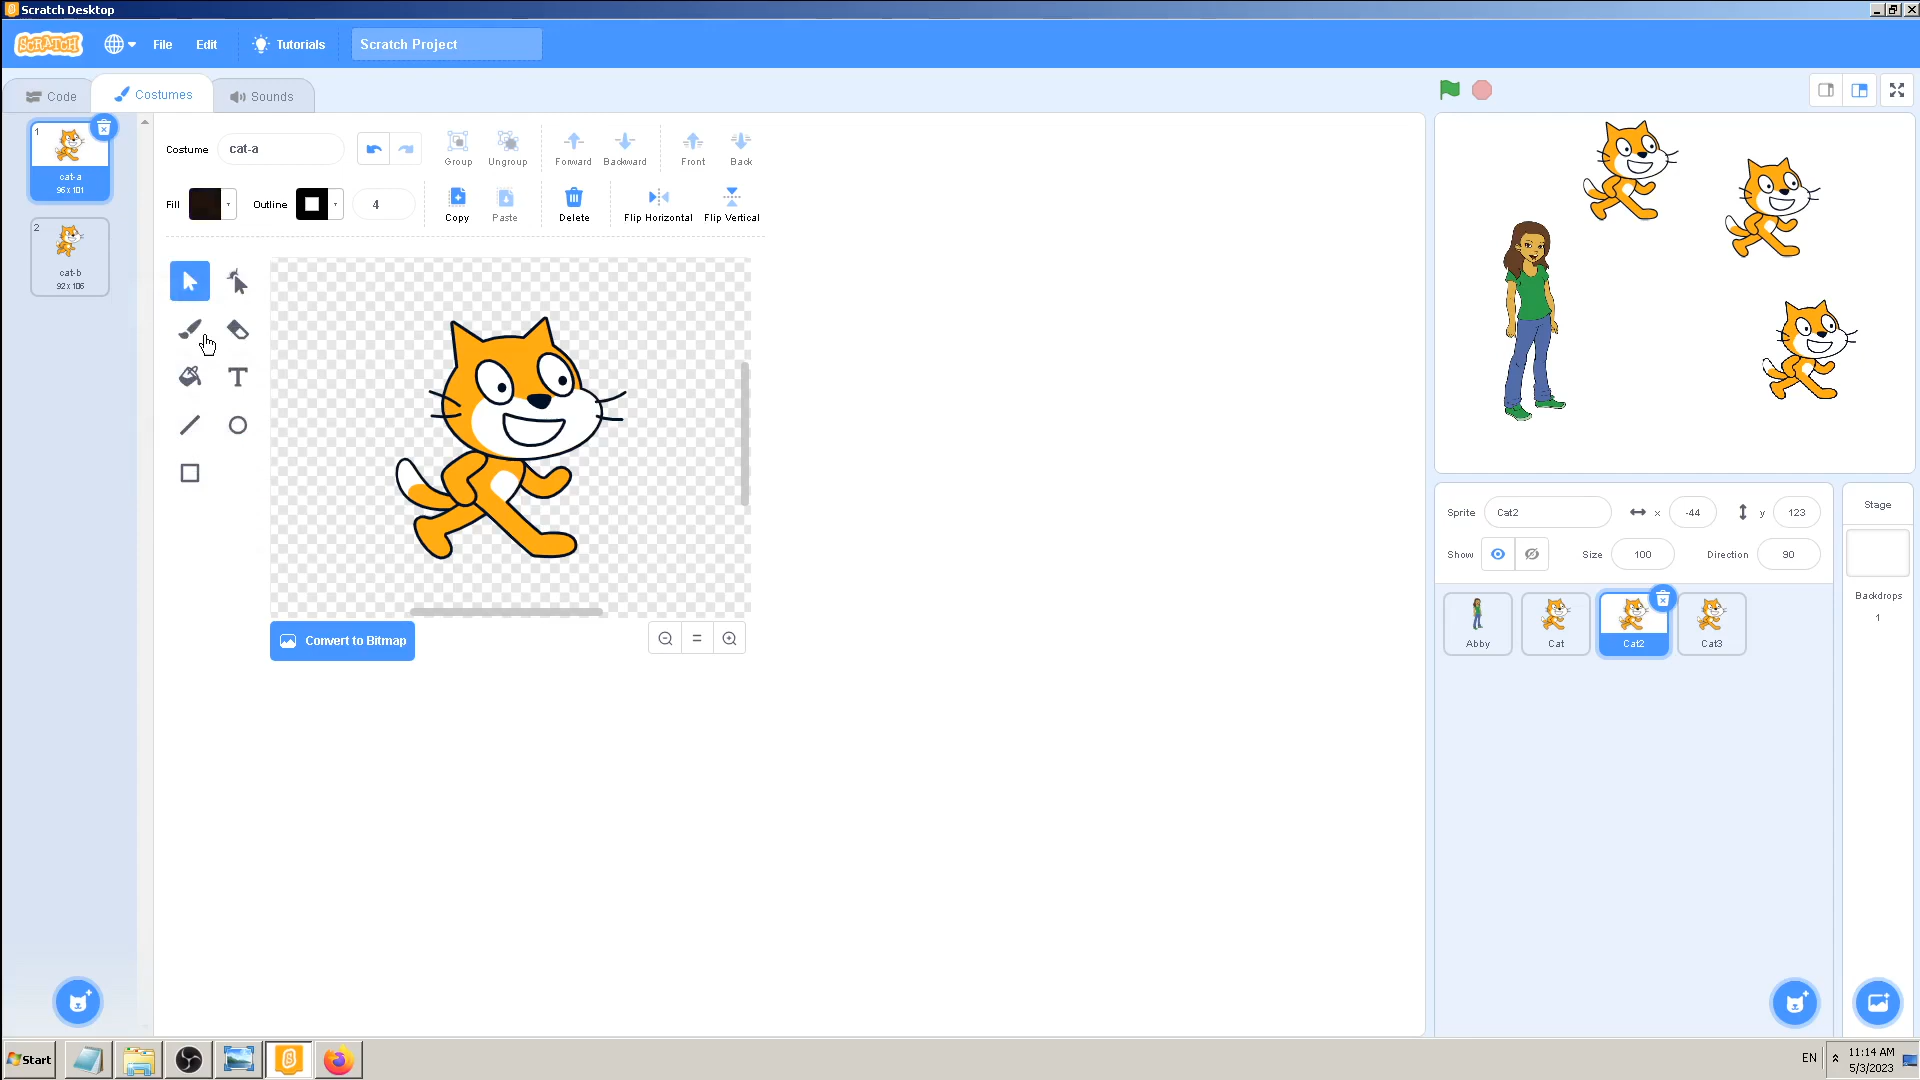 Scratch Desktop
SCRATCH
File
Edit
Tutorials
Scratch Project
Code
Costumes
Sounds
1
cat-a
96 x 101
2
cat-b
92 x 106
Costume
cat-a
Group
Ungroup
Forward
Backward
Front
Back
Fill
Outline
4
Copy
Paste
Delete
Flip Horizontal
Flip Vertical
T
Convert to Bitmap
Sprite
Cat2
x
-44
y
123
Show
Size
100
Direction
90
Abby
Cat
Cat2
Cat3
Stage
Backdrops
1
Start
EN
11:14 AM
5/3/2023